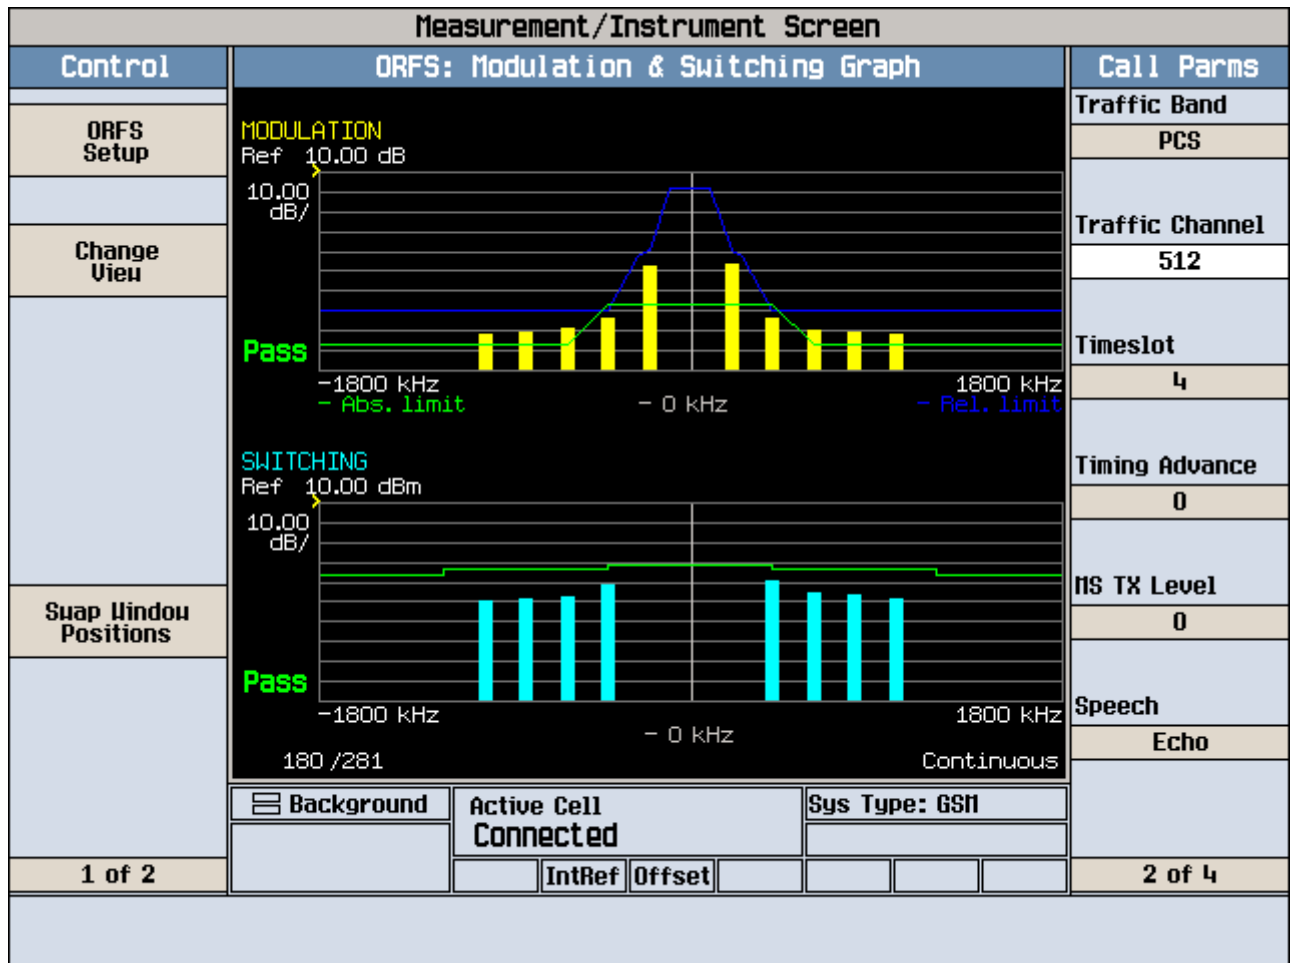 Measurement/Instrument Screen
Control
ORFS: Modulation & Switching Graph
Call Parms
ORFS
Setup
Change
View
Swap Window
Positions
1 of 2
MODULATION
Ref 10.00 dB
10.00
dB/
Pass
-1800 kHz
1800 kHz
- Abs. limit
- 0 kHz
- Rel. limit
SWITCHING
Ref 10.00 dBm
10.00
dB/
Pass
-1800 kHz
1800 kHz
- 0 kHz
180 /281
Continuous
Background
Active Cell
Connected
Sys Type: GSM
IntRef
Offset
Traffic Band
PCS
Traffic Channel
512
Timeslot
4
Timing Advance
0
MS TX Level
0
Speech
Echo
2 of 4